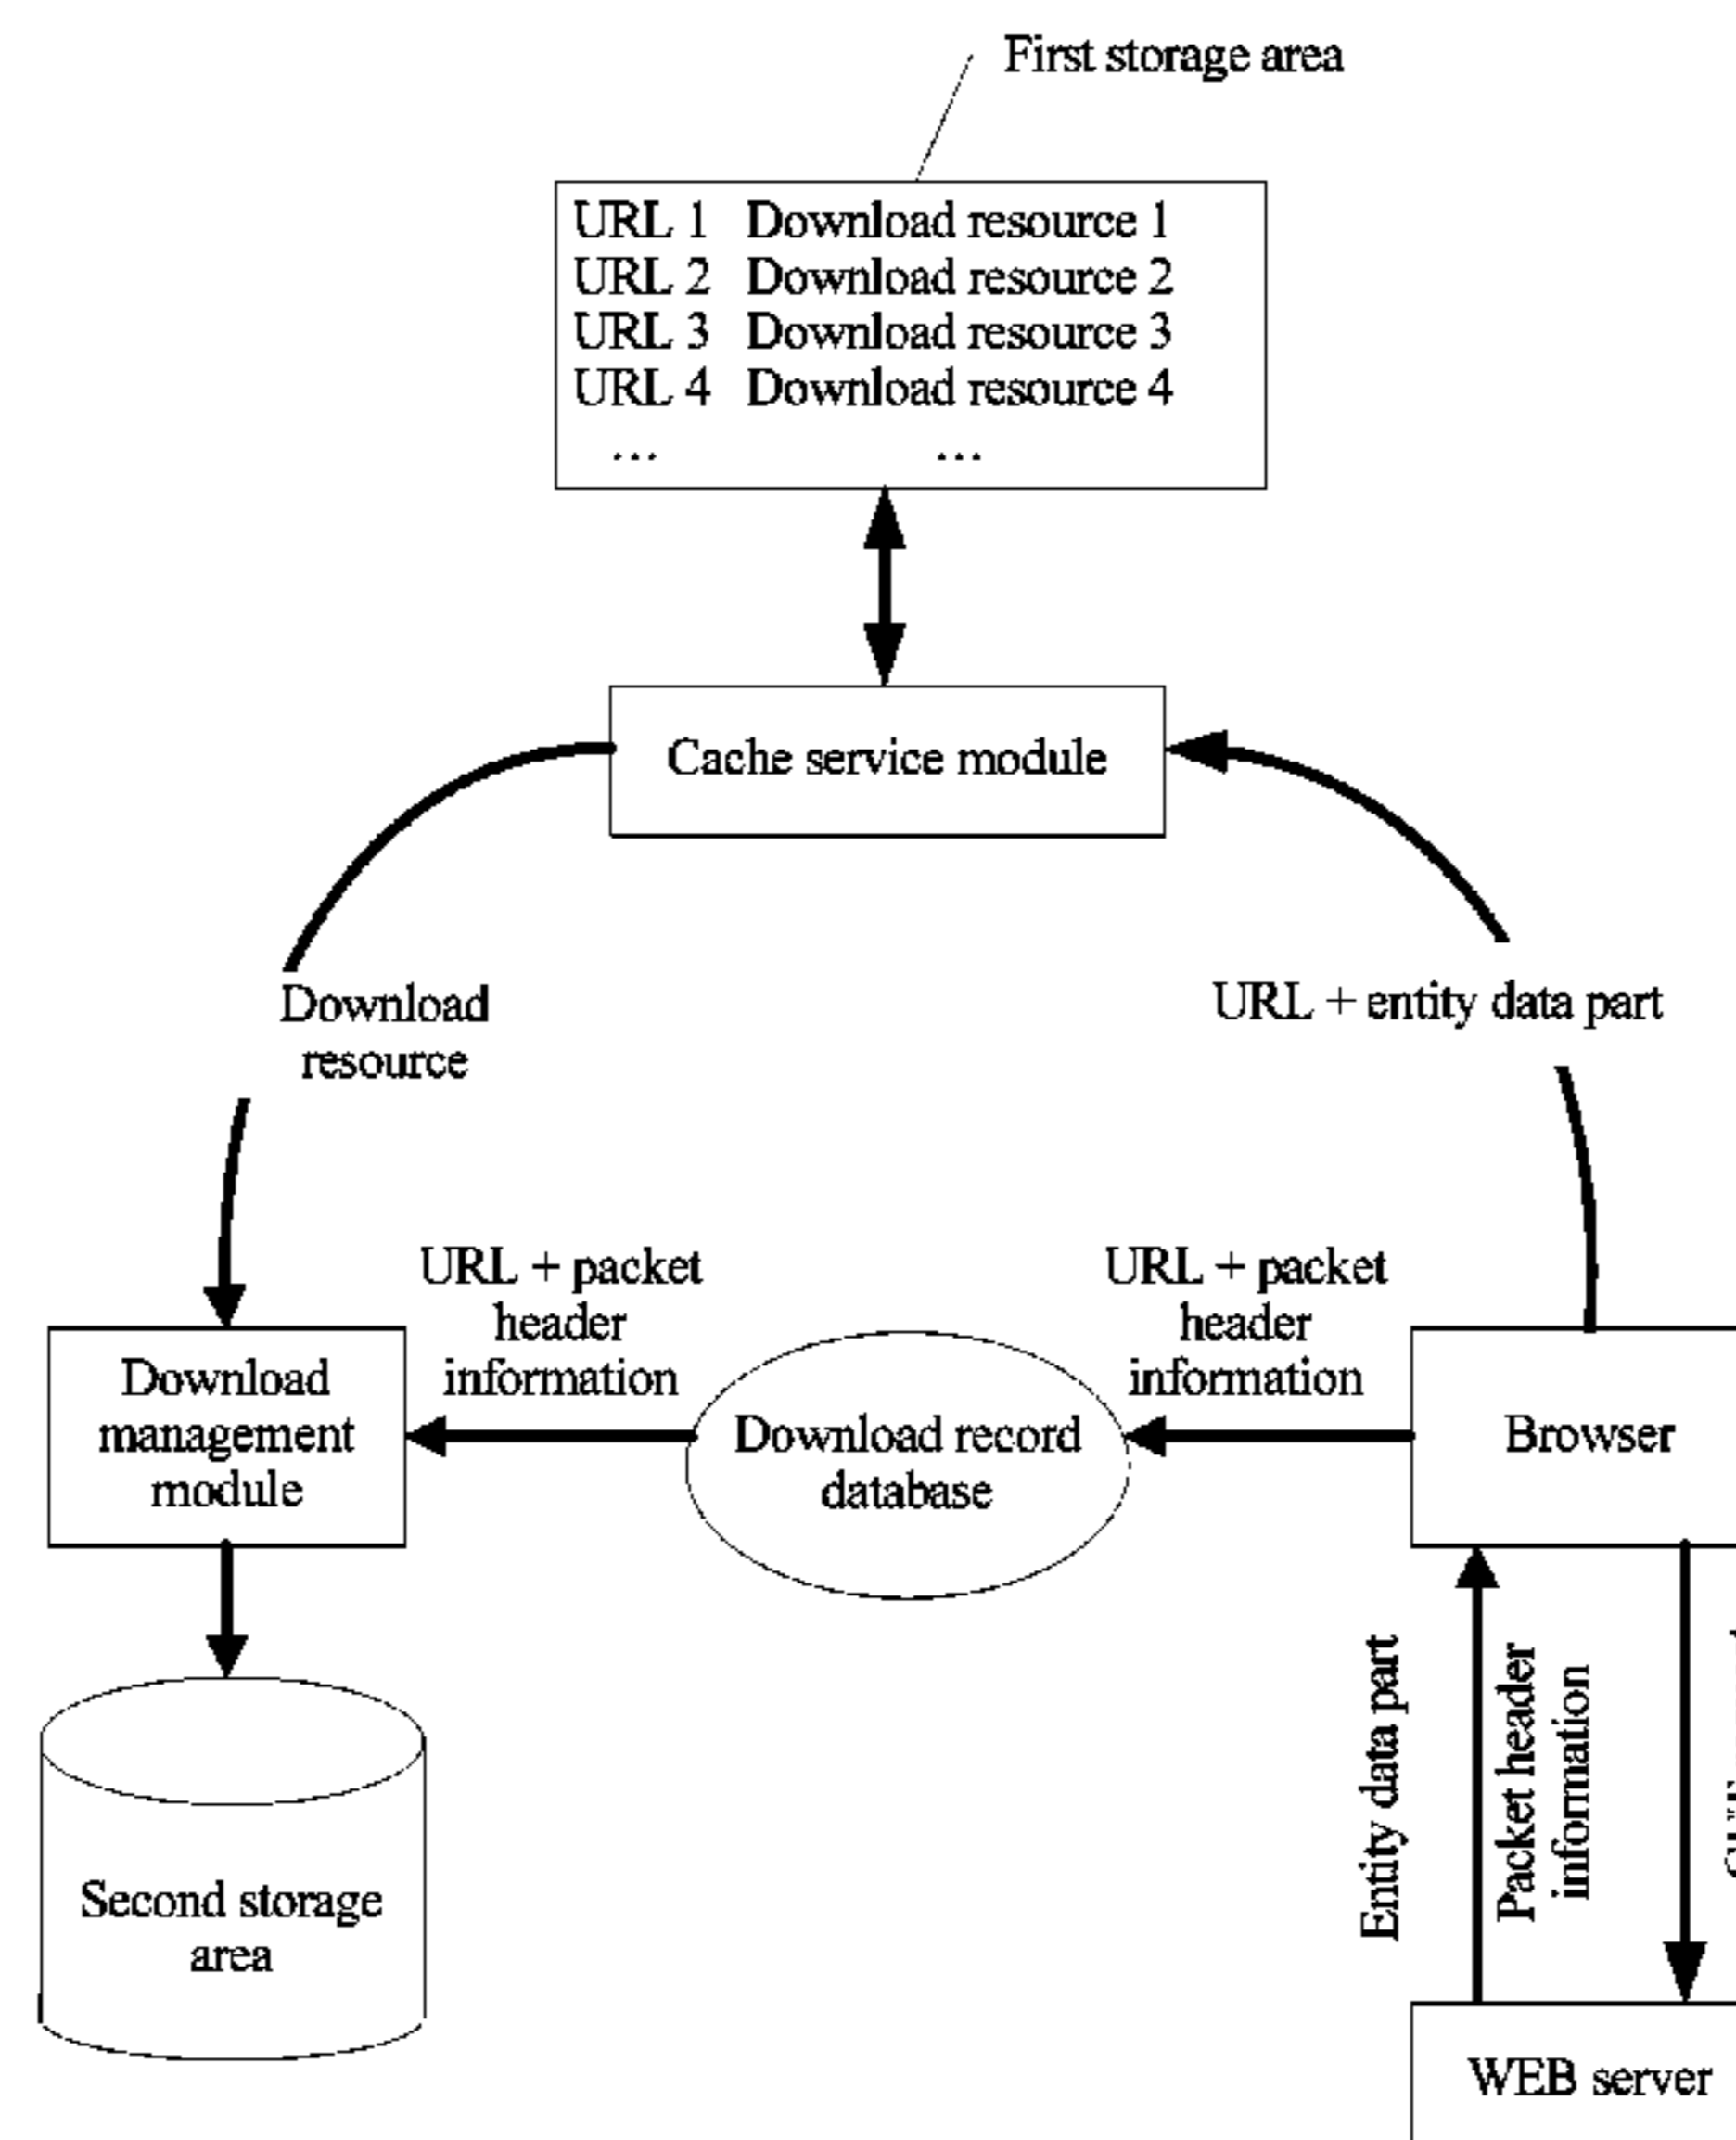 First storage area
URL 1 Download resource 1
URL 2 Download resource 2
URL 3 Download resource 3
URL 4 Download resource 4
... ...
Cache service module
Download
resource
URL + entity data part
URL + packet
header
information
URL + packet
header
information
Download
management
module
Download record
database
Browser
Entity data part
Packet header
information
Second storage
area
WEB server